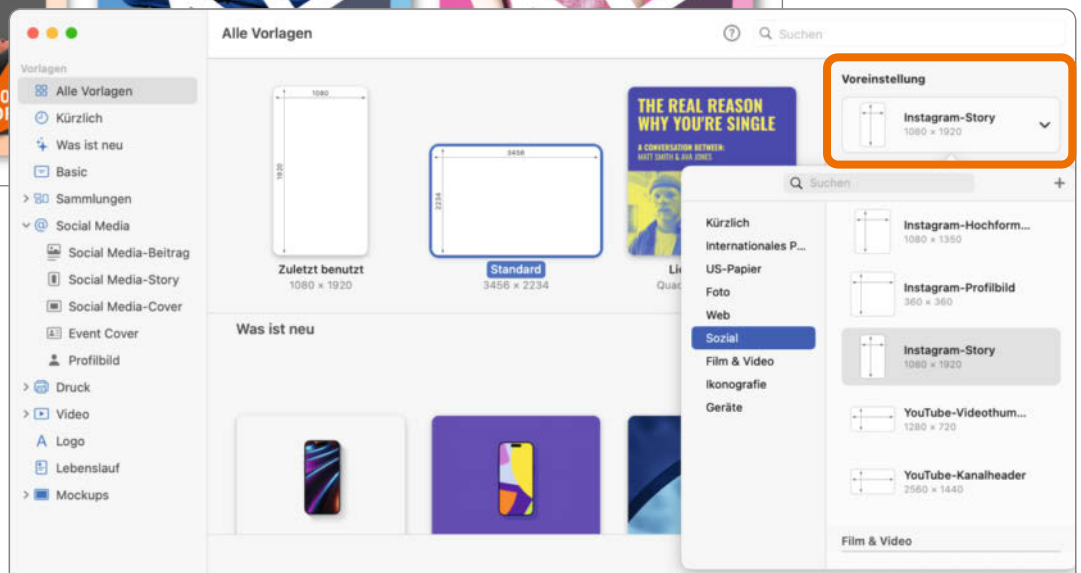 Alle Vorlagen
Suchen
Vorlagen
Alle Vorlagen
Kürzlich
Was ist neu
Basic
Sammlungen
Social Media
Social Media-Beitrag
Social Media-Story
Social Media-Cover
Event Cover
Profilbild
Druck
Video
Logo
Lebenslauf
Mockups
1080
1920
Zuletzt benutzt
1080 × 1920
3456
2234
Standard
3456 × 2234
THE REAL REASON
WHY YOU'RE SINGLE
A CONVERSATION BETWEEN:
MATT SMITH & AVA JONES
Was ist neu
Voreinstellung
Instagram-Story
1080 × 1920
Suchen
Kürzlich
Internationales P...
US-Papier
Foto
Web
Sozial
Film & Video
Ikonografie
Geräte
Instagram-Hochform...
1080 × 1350
Instagram-Profilbild
360 × 360
Instagram-Story
1080 × 1920
YouTube-Videothum...
1280 × 720
YouTube-Kanalheader
2560 × 1440
Film & Video